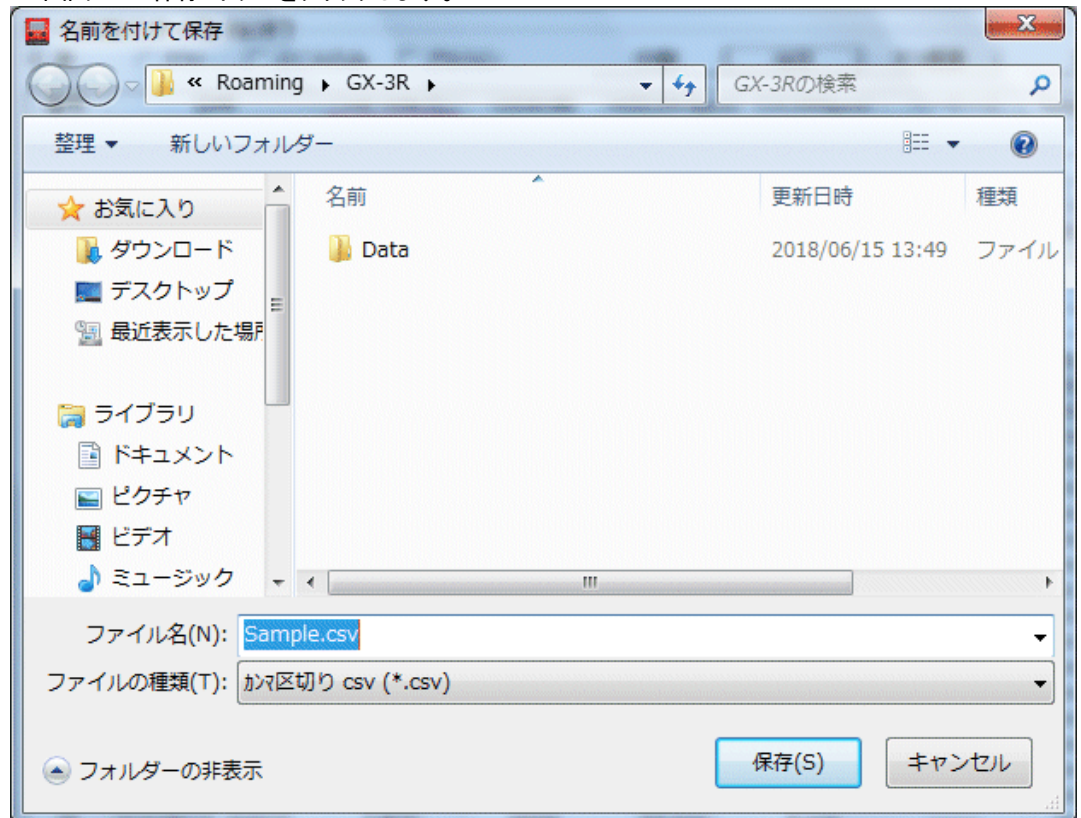 名前を付けて保存
« Roaming ▸ GX-3R ▸
GX-3Rの検索
整理 ▼ 新しいフォルダー
名前 更新日時 種類
お気に入り
ダウンロード
デスクトップ
最近表示した場所
Data 2018/06/15 13:49 ファイル
ライブラリ
ドキュメント
ピクチャ
ビデオ
ミュージック
ファイル名(N): Sample.csv
ファイルの種類(T): ｶﾝﾏ区切り csv (*.csv)
フォルダーの非表示
保存(S) キャンセル